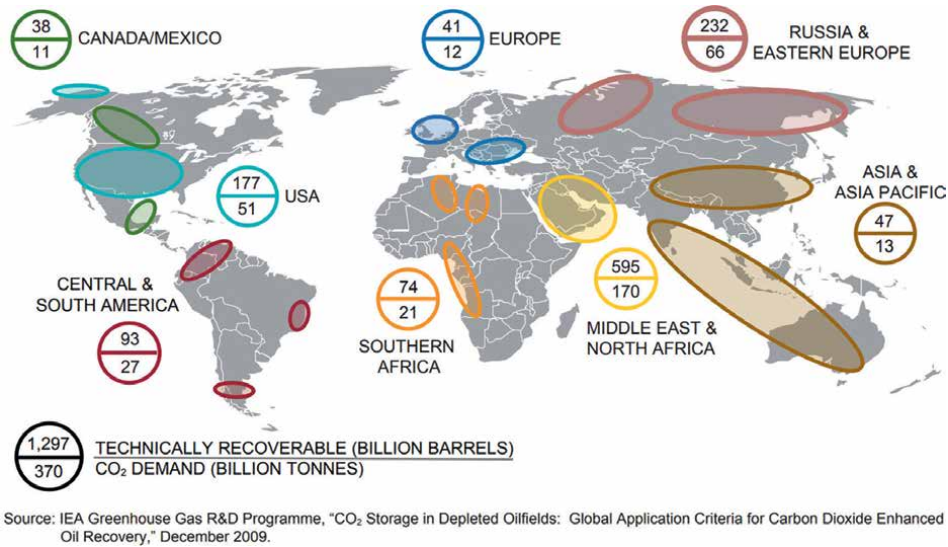 38
11
CANADA/MEXICO
41
12
EUROPE
232
66
RUSSIA &
EASTERN EUROPE
177
51
USA
ASIA &
ASIA PACIFIC
47
13
CENTRAL &
SOUTH AMERICA
93
27
74
21
SOUTHERN
AFRICA
595
170
MIDDLE EAST &
NORTH AFRICA
1,297
370
TECHNICALLY RECOVERABLE (BILLION BARRELS)
CO₂ DEMAND (BILLION TONNES)
Source: IEA Greenhouse Gas R&D Programme, “CO₂ Storage in Depleted Oilfields: Global Application Criteria for Carbon Dioxide Enhanced
Oil Recovery,” December 2009.